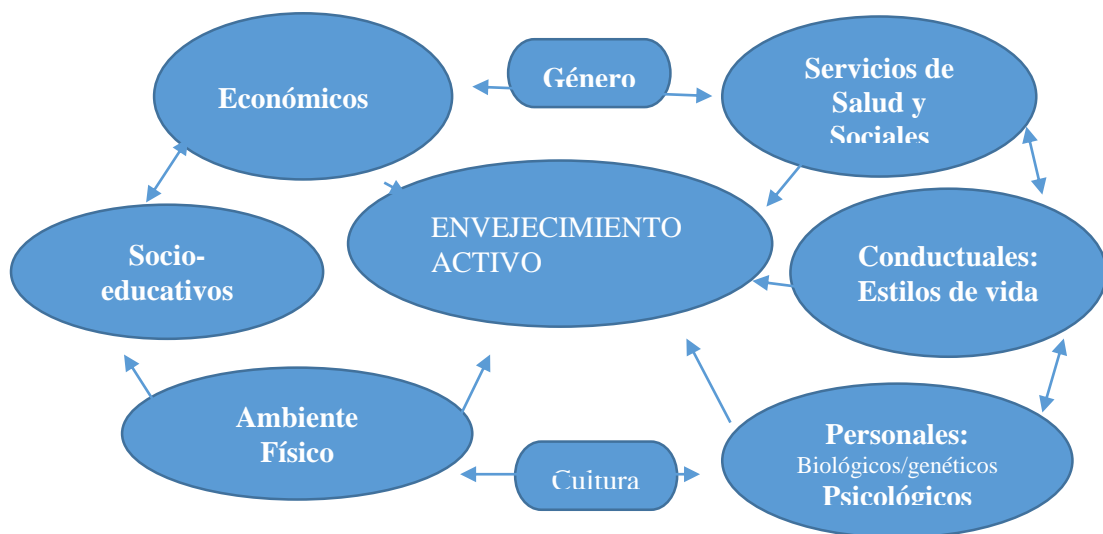 Género
Económicos
Servicios de
Salud y
Sociales
ENVEJECIMIENTO
ACTIVO
Socio-
educativos
Conductuales:
Estilos de vida
Ambiente
Físico
Personales:
Biológicos/genéticos
Psicológicos
Cultura